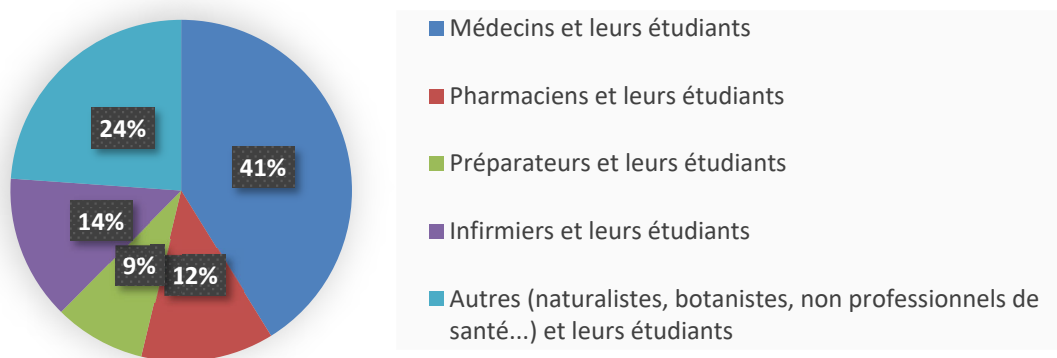 24%
41%
14%
9%
12%
Médecins et leurs étudiants
Pharmaciens et leurs étudiants
Préparateurs et leurs étudiants
Infirmiers et leurs étudiants
Autres (naturalistes, botanistes, non professionnels de
santé...) et leurs étudiants